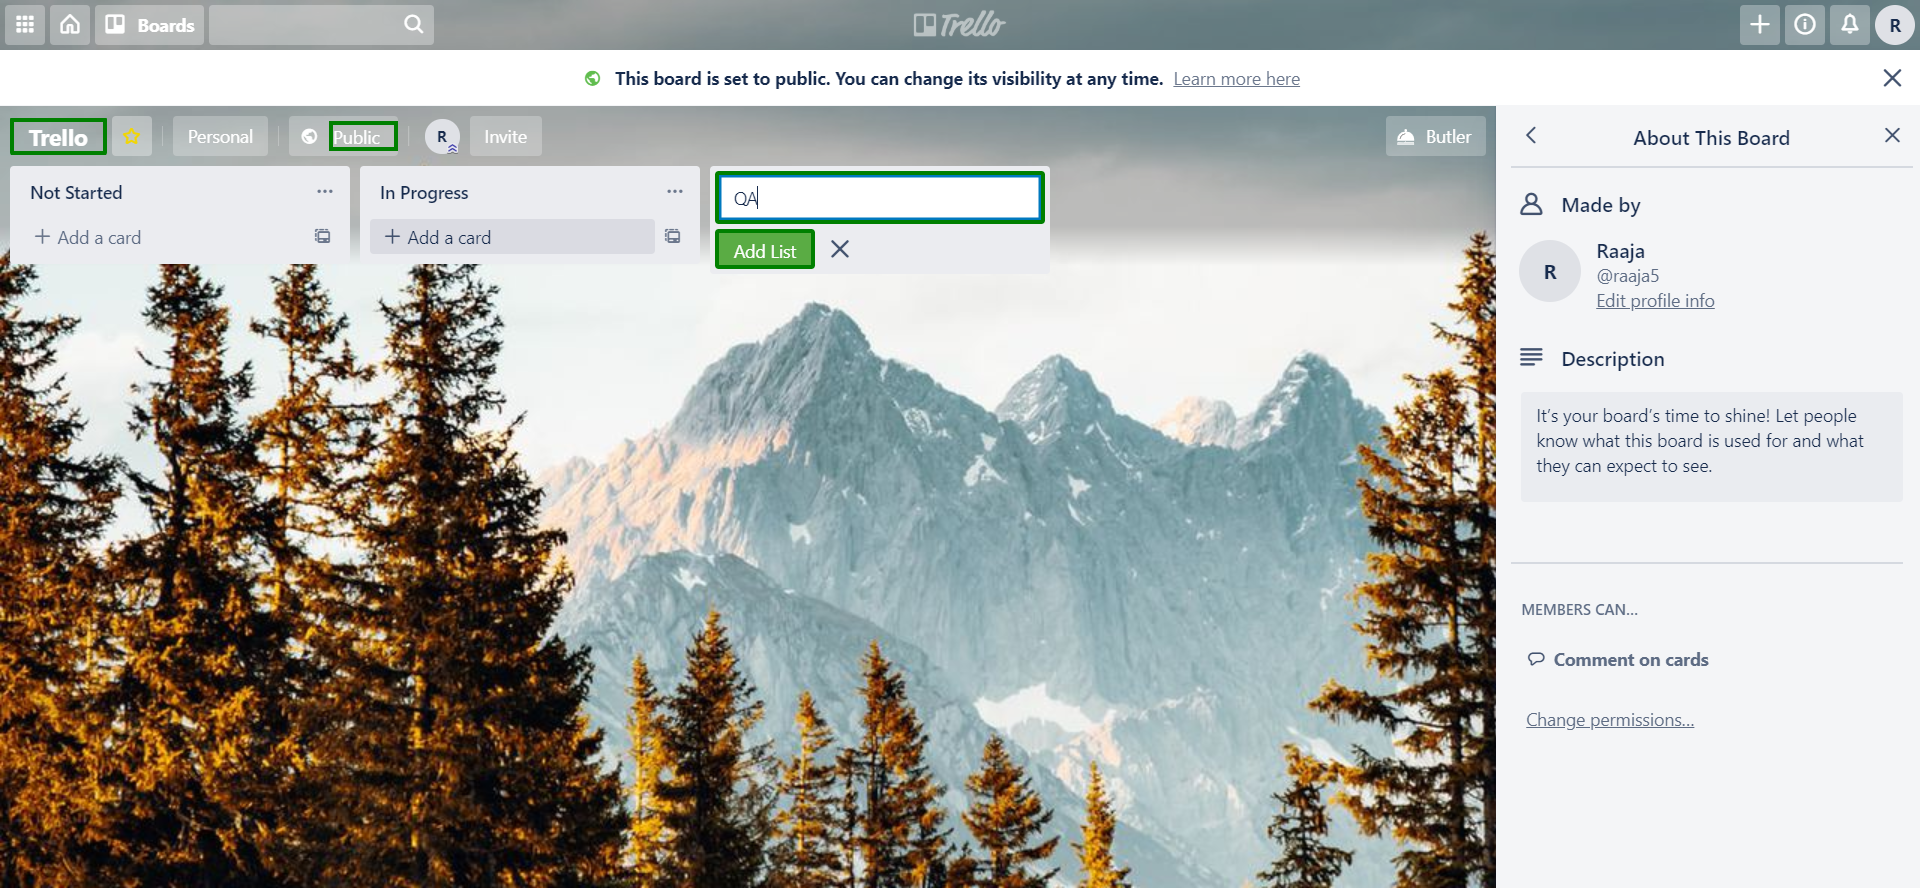 Boards
Trello
R
This board is set to public. You can change its visibility at any time. Learn more here
Trello
Personal
Public
R
Invite
Butler
Not Started
Add a card
In Progress
Add a card
QA
Add List
About This Board
Made by
R
Raaja
@raaja5
Edit profile info
Description
It’s your board’s time to shine! Let people
know what this board is used for and what
they can expect to see.
MEMBERS CAN...
Comment on cards
Change permissions...